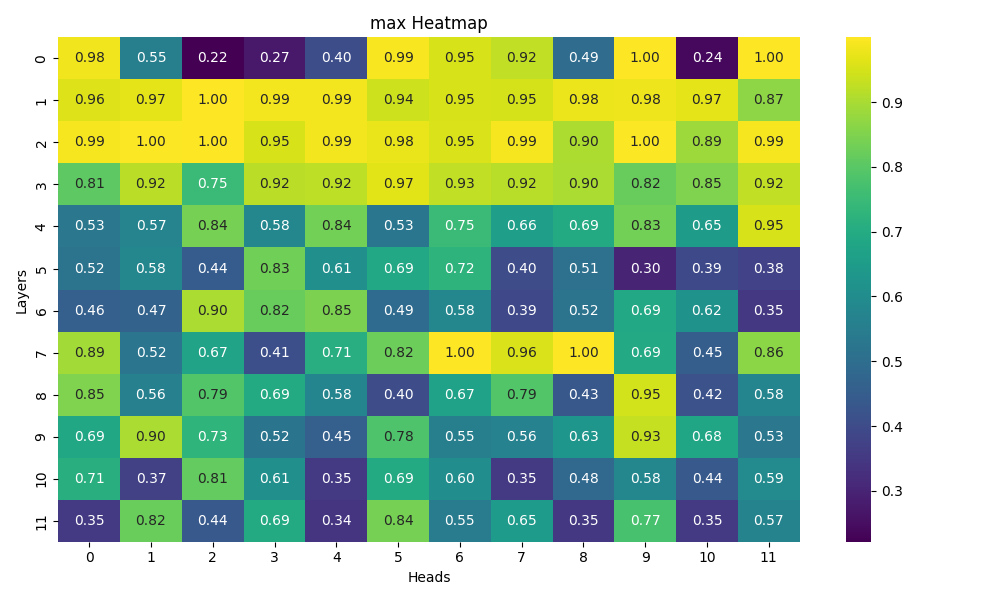 max Heatmap
0 0.98 0.55 0.22 0.27 0.40 0.99 0.95 0.92 0.49 1.00 0.24 1.00
1 0.96 0.97 1.00 0.99 0.99 0.94 0.95 0.95 0.98 0.98 0.97 0.87
2 0.99 1.00 1.00 0.95 0.99 0.98 0.95 0.99 0.90 1.00 0.89 0.99
3 0.81 0.92 0.75 0.92 0.92 0.97 0.93 0.92 0.90 0.82 0.85 0.92
4 0.53 0.57 0.84 0.58 0.84 0.53 0.75 0.66 0.69 0.83 0.65 0.95
5 0.52 0.58 0.44 0.83 0.61 0.69 0.72 0.40 0.51 0.30 0.39 0.38
6 0.46 0.47 0.90 0.82 0.85 0.49 0.58 0.39 0.52 0.69 0.62 0.35
7 0.89 0.52 0.67 0.41 0.71 0.82 1.00 0.96 1.00 0.69 0.45 0.86
8 0.85 0.56 0.79 0.69 0.58 0.40 0.67 0.79 0.43 0.95 0.42 0.58
9 0.69 0.90 0.73 0.52 0.45 0.78 0.55 0.56 0.63 0.93 0.68 0.53
10 0.71 0.37 0.81 0.61 0.35 0.69 0.60 0.35 0.48 0.58 0.44 0.59
11 0.35 0.82 0.44 0.69 0.34 0.84 0.55 0.65 0.35 0.77 0.35 0.57
0 1 2 3 4 5 6 7 8 9 10 11
Heads
Layers
0.9
0.8
0.7
0.6
0.5
0.4
0.3